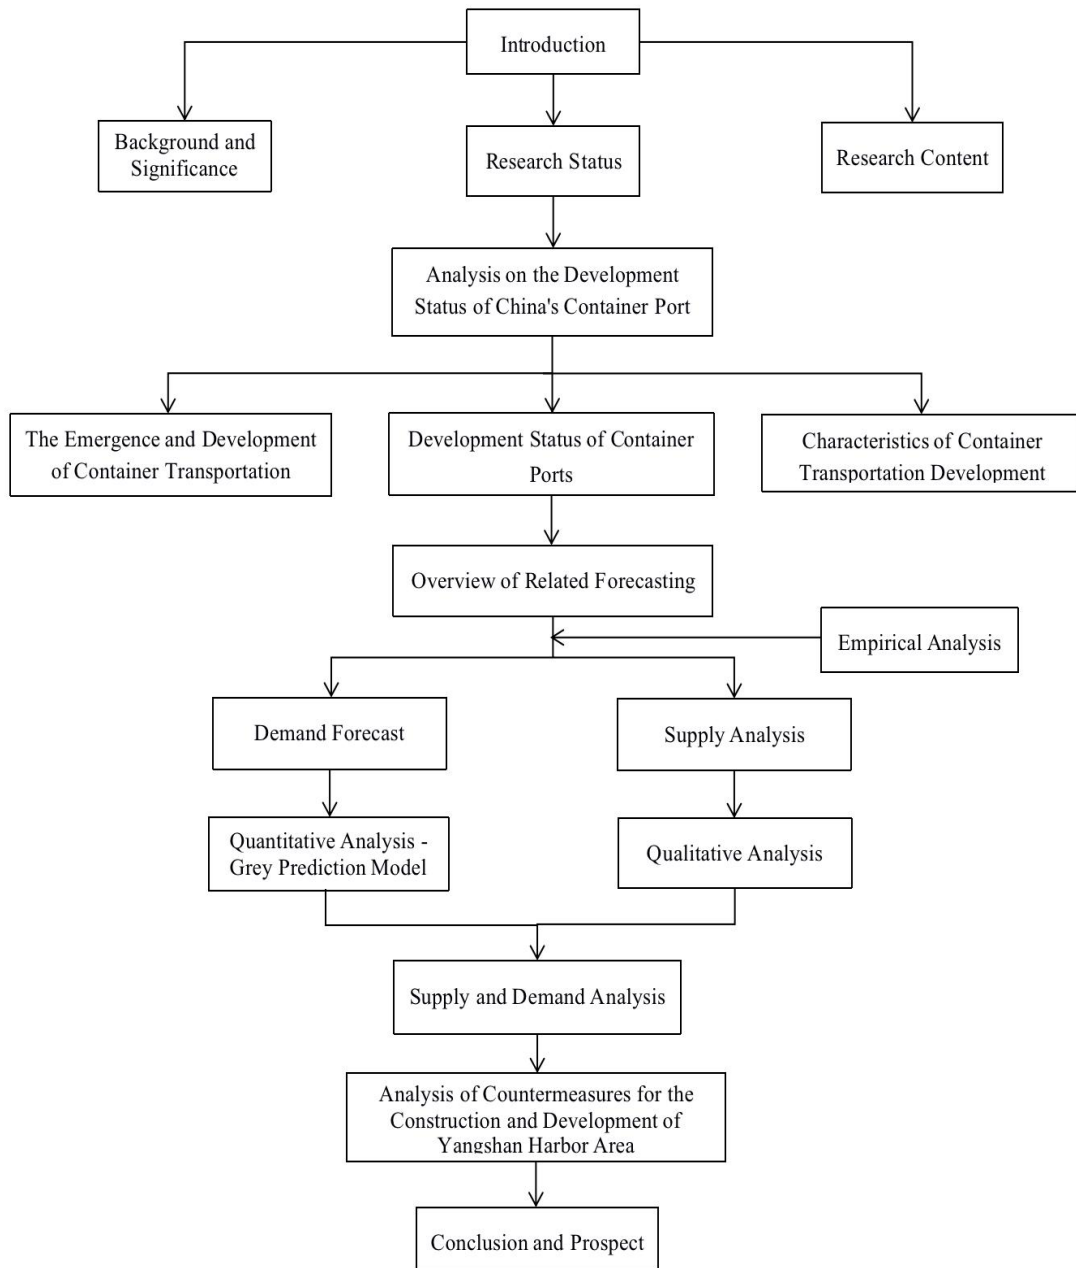 Introduction
Background and
Significance
Research Status
Research Content
Analysis on the Development
Status of China's Container Port
The Emergence and Development
of Container Transportation
Development Status of Container
Ports
Characteristics of Container
Transportation Development
Overview of Related Forecasting
Empirical Analysis
Demand Forecast
Supply Analysis
Quantitative Analysis -
Grey Prediction Model
Qualitative Analysis
Supply and Demand Analysis
Analysis of Countermeasures for the
Construction and Development of
Yangshan Harbor Area
Conclusion and Prospect